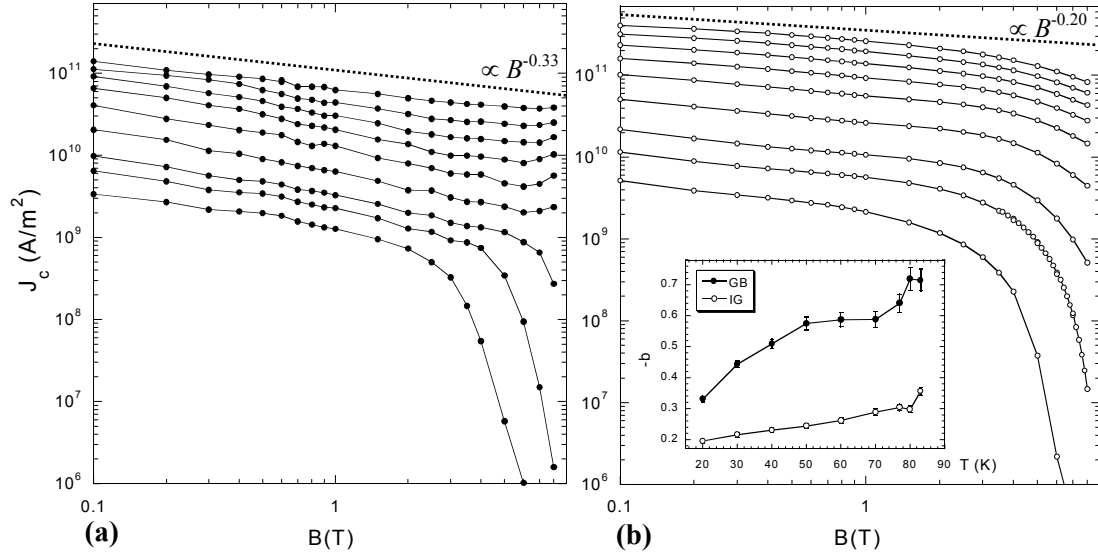 ∝ B^-0.33
10^11
10^10
10^9
10^8
10^7
10^6
J_c (A/m^2)
0.1
1
B(T)
(a)
∝ B^-0.20
10^11
10^10
10^9
10^8
10^7
10^6
0.1
1
B(T)
(b)
GB
IG
-b
0.7
0.6
0.5
0.4
0.3
0.2
20 30 40 50 60 70 80 90
T (K)